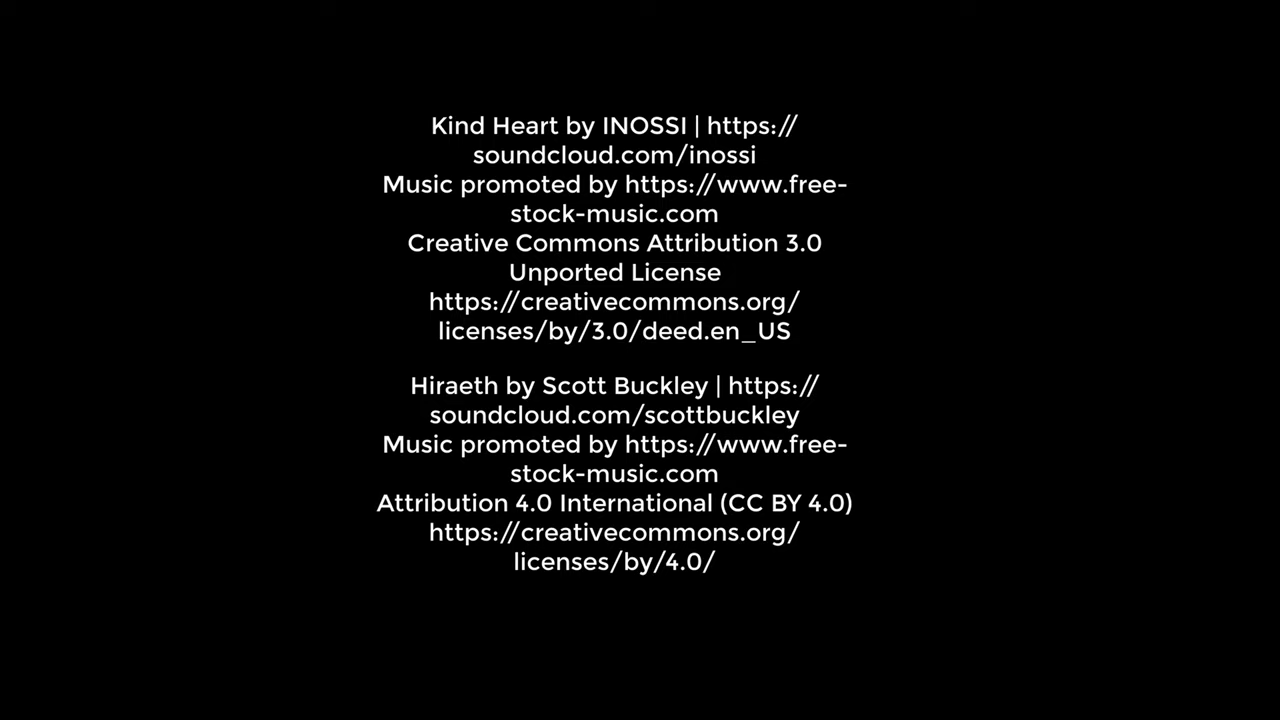 Kind Heart by INOSSI | https://
soundcloud.com/inossi
Music promoted by https://www.free-
stock-music.com
Creative Commons Attribution 3.0
Unported License
https://creativecommons.org/
licenses/by/3.0/deed.en_US
Hiraeth by Scott Buckley | https://
soundcloud.com/scottbuckley
Music promoted by https://www.free-
stock-music.com
Attribution 4.0 International (CC BY 4.0)
https://creativecommons.org/
licenses/by/4.0/